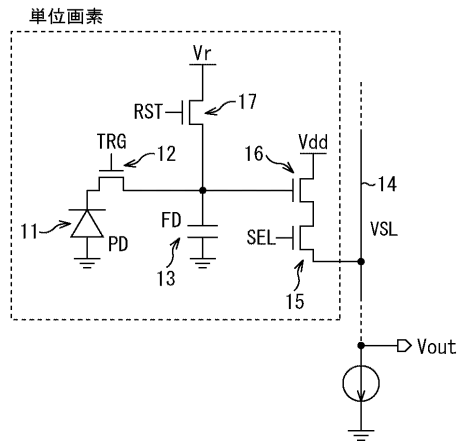 単位画素
Vr
RST
17
TRG
12
16
Vdd
14
11
PD
FD
13
SEL
15
VSL
Vout